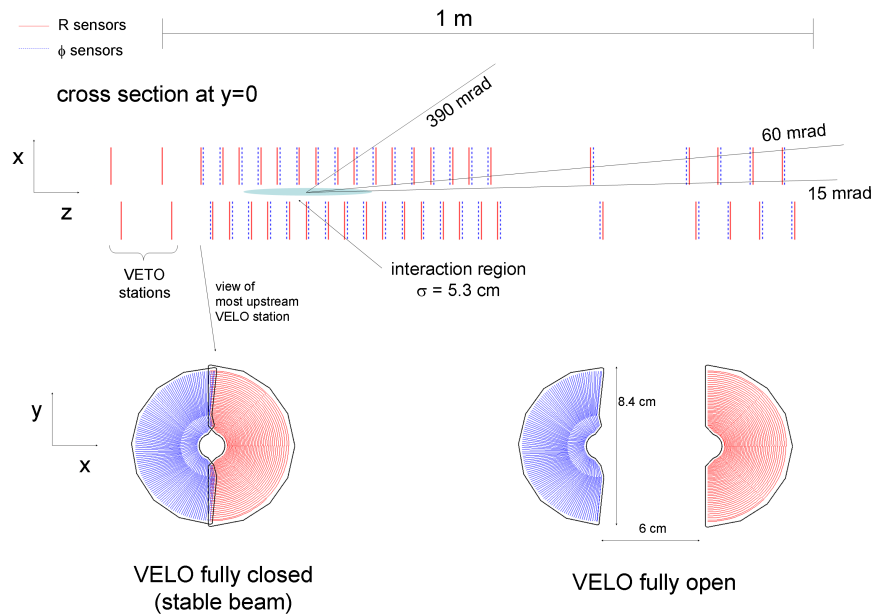 R sensors
ϕ sensors
1 m
cross section at y=0
390 mrad
60 mrad
15 mrad
x
z
VETO
stations
interaction region
σ = 5.3 cm
view of
most upstream
VELO station
y
x
8.4 cm
6 cm
VELO fully closed
(stable beam)
VELO fully open